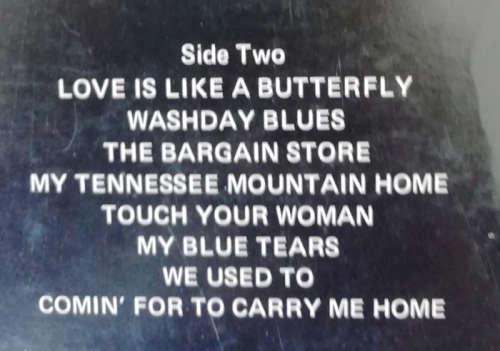 Side Two
LOVE IS LIKE A BUTTERFLY
WASHDAY BLUES
THE BARGAIN STORE
MY TENNESSEE MOUNTAIN HOME
TOUCH YOUR WOMAN
MY BLUE TEARS
WE USED TO
COMIN' FOR TO CARRY ME HOME